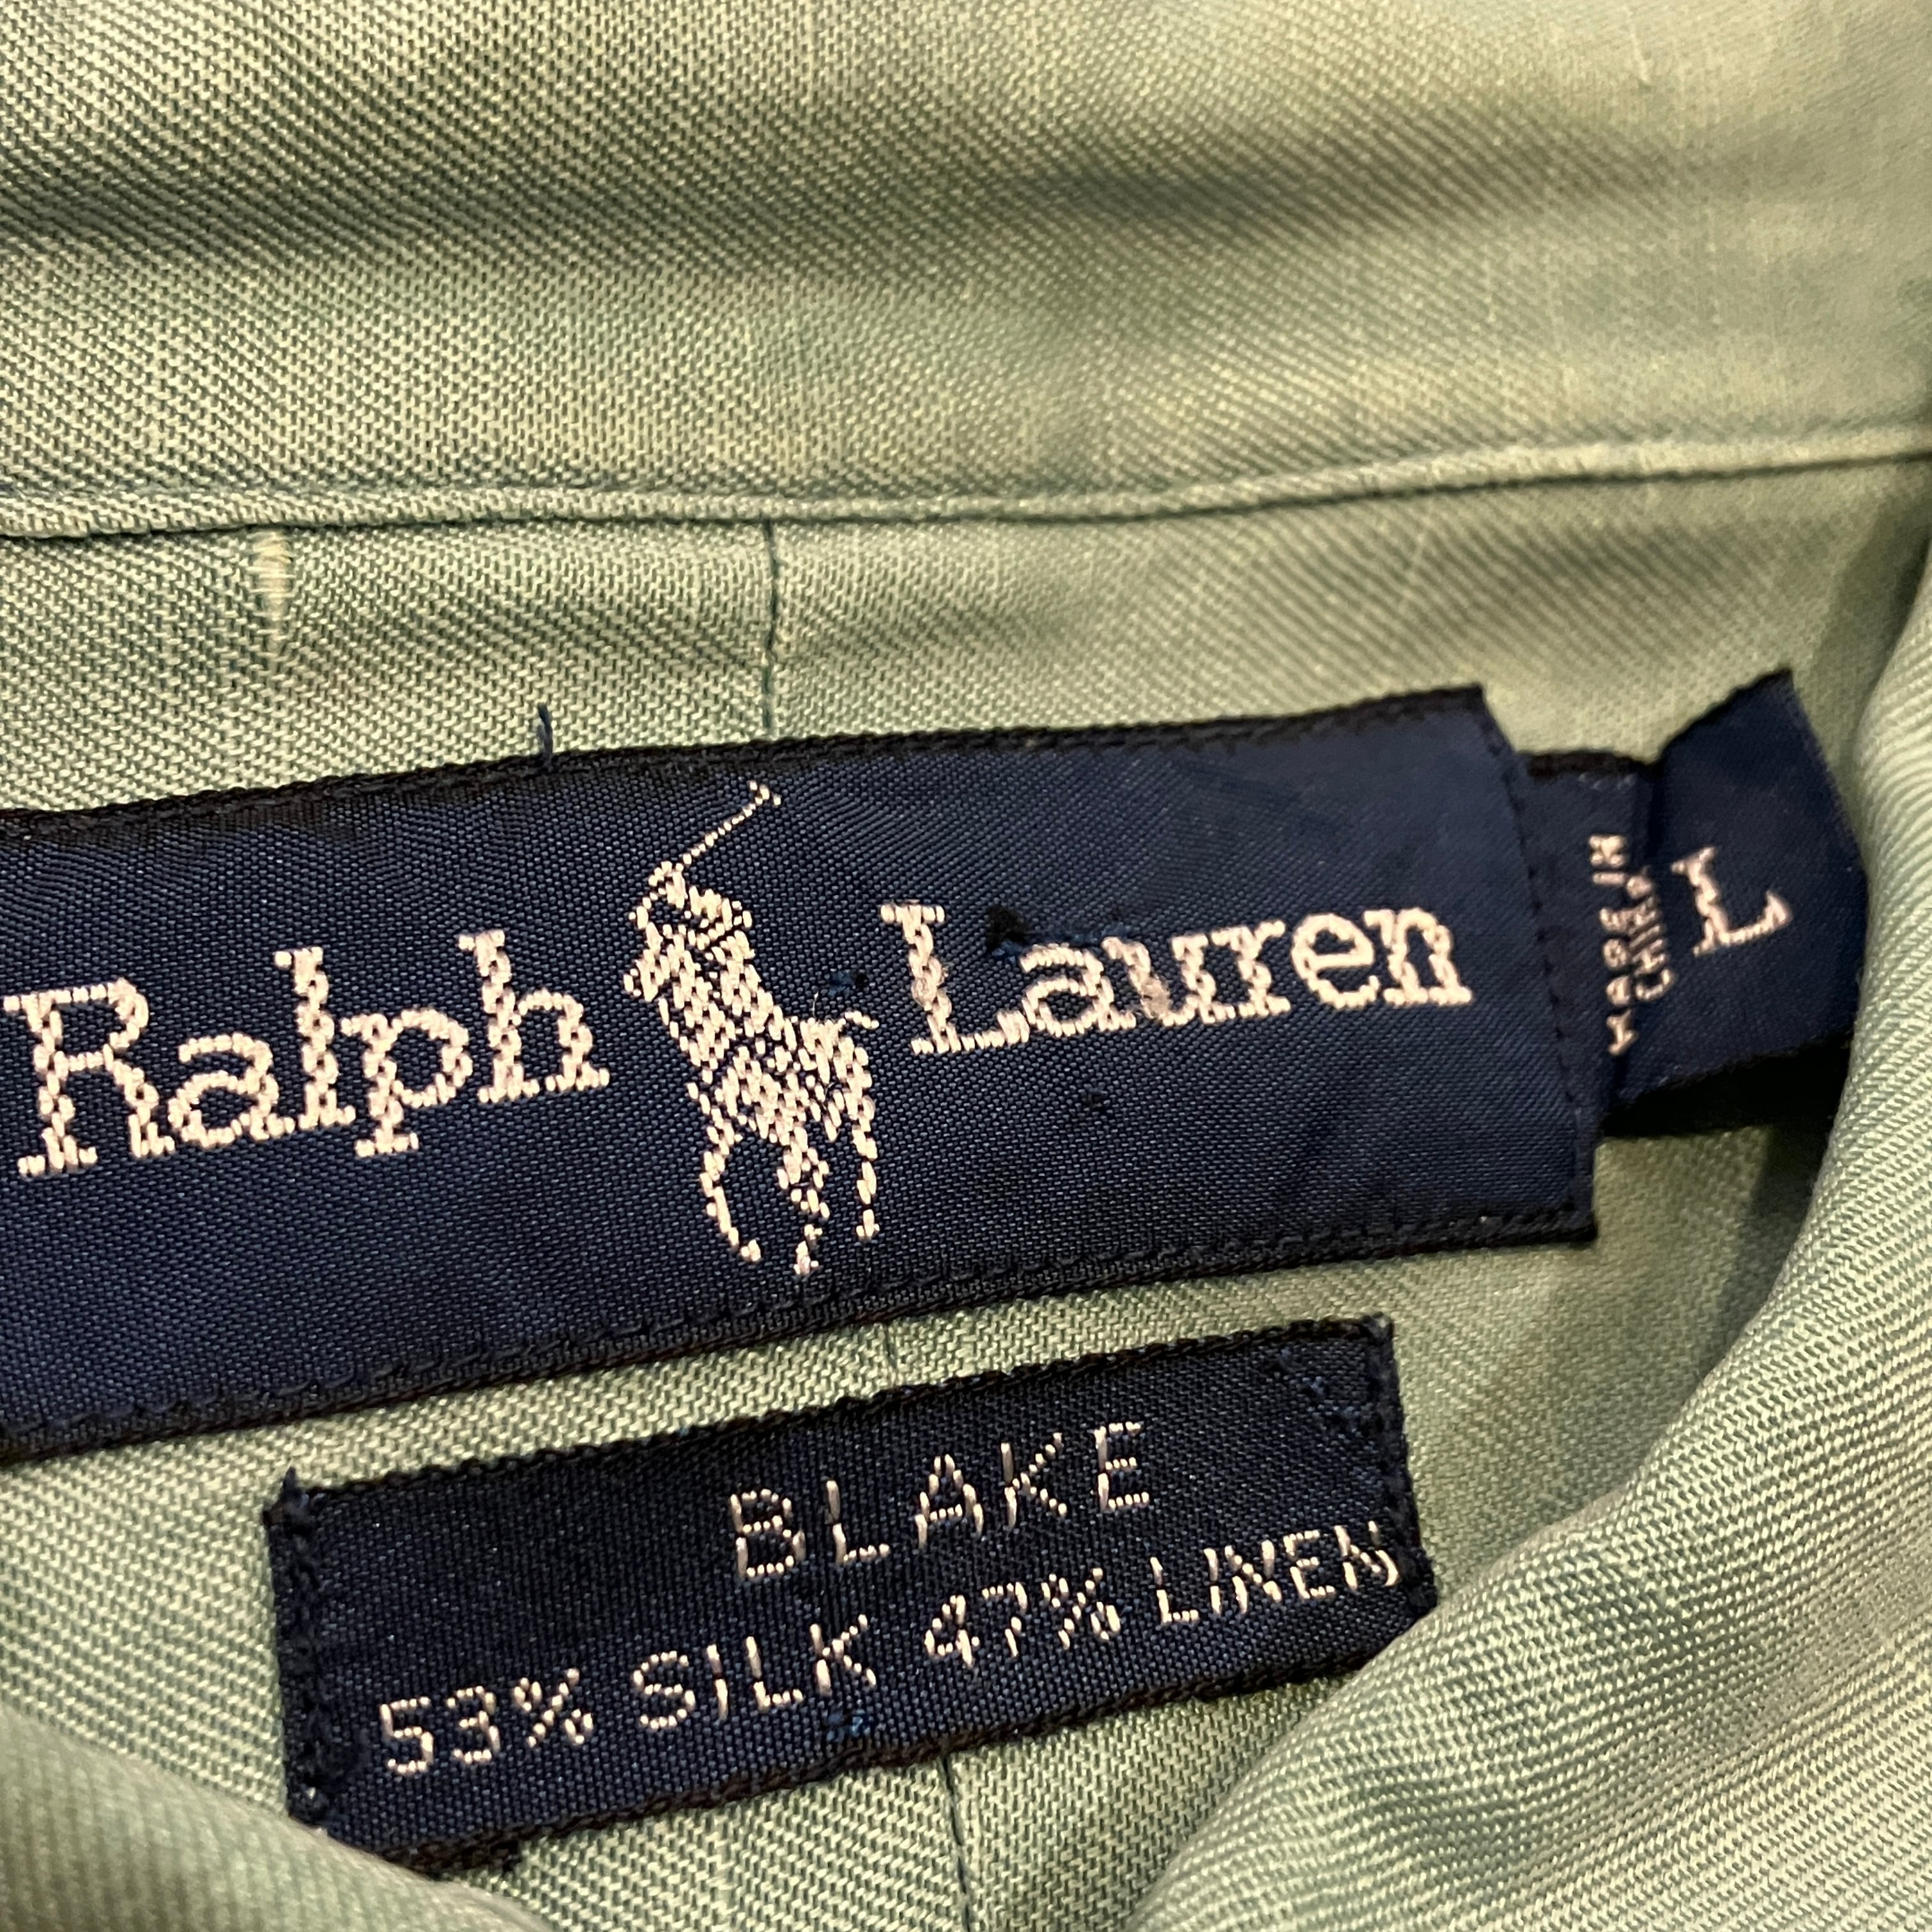 Ralph Lauren
MADE IN
CHINA
L
BLAKE
53% SILK 47% LINEN